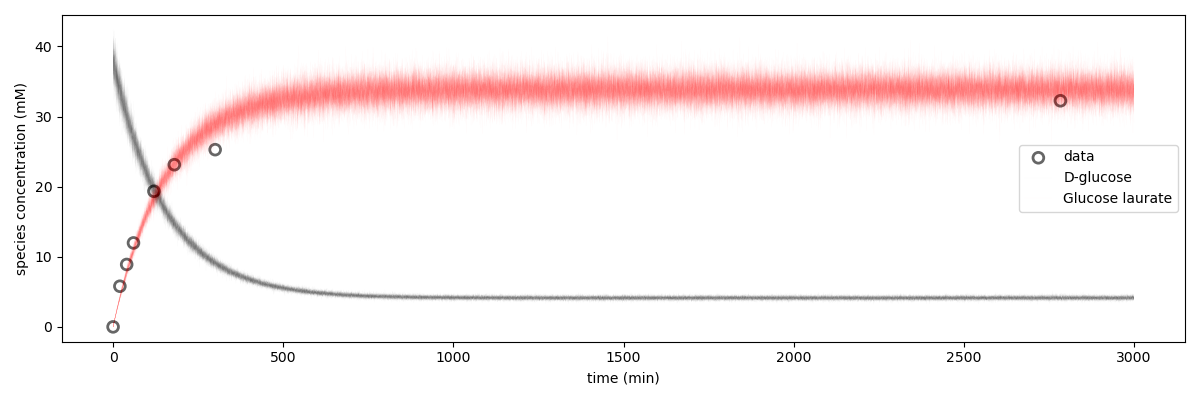 species concentration (mM)
40
30
20
10
0
data
D-glucose
Glucose laurate
0
500
1000
1500
2000
2500
3000
time (min)